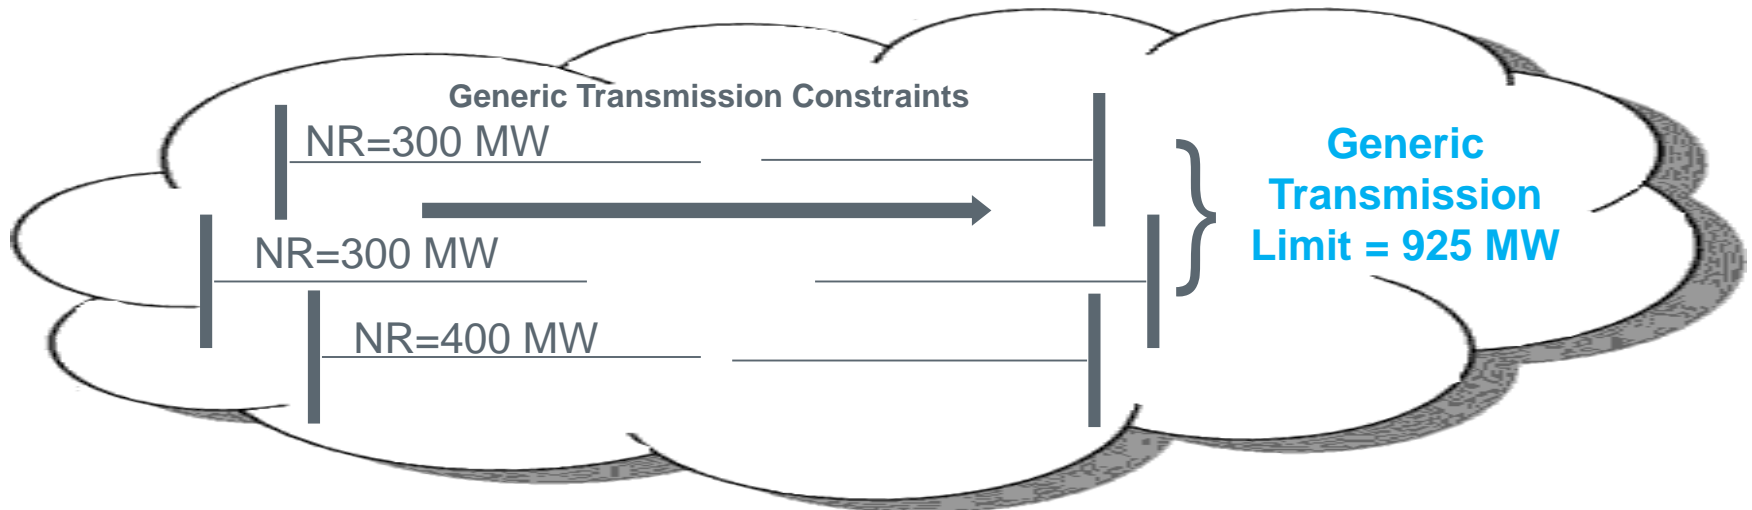 Generic Transmission Constraints
NR=300 MW
NR=300 MW
NR=400 MW
Generic
Transmission
Limit = 925 MW